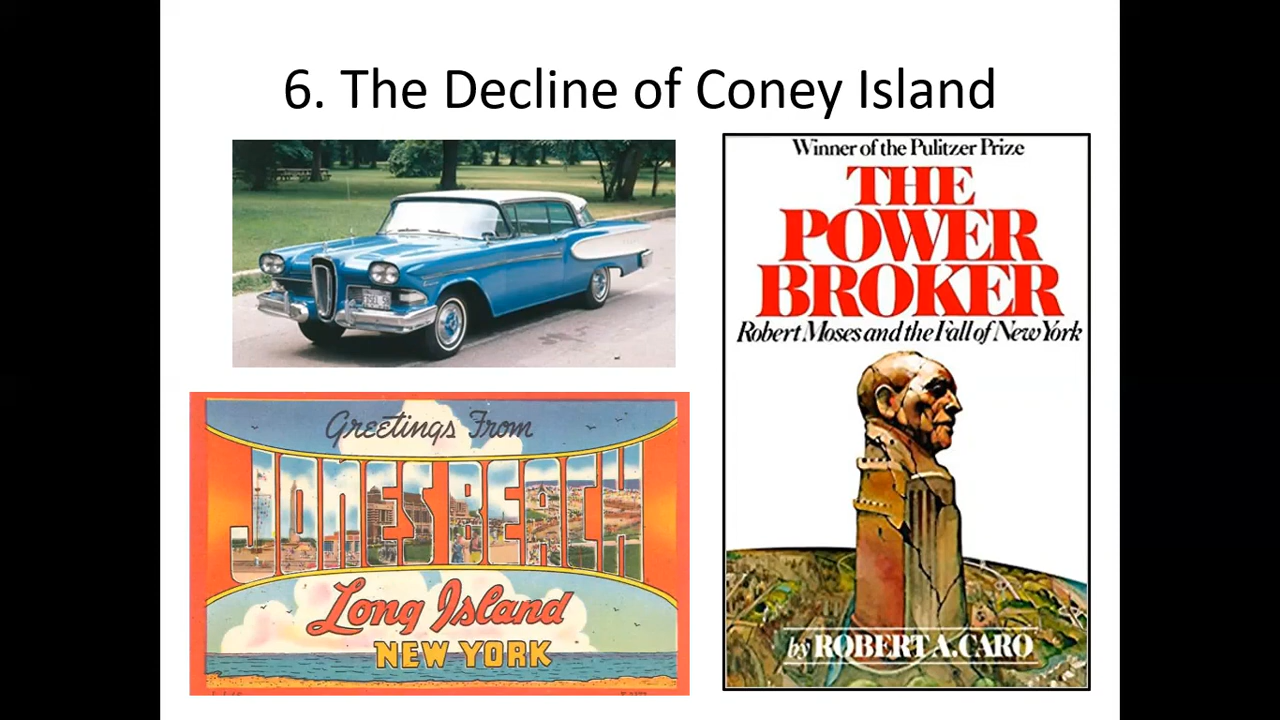 6. The Decline of Coney Island
Greetings From
JONES BEACH
Long Island
NEW YORK
Winner of the Pulitzer Prize
THE
POWER
BROKER
Robert Moses and the Fall of New York
by ROBERT A. CARO